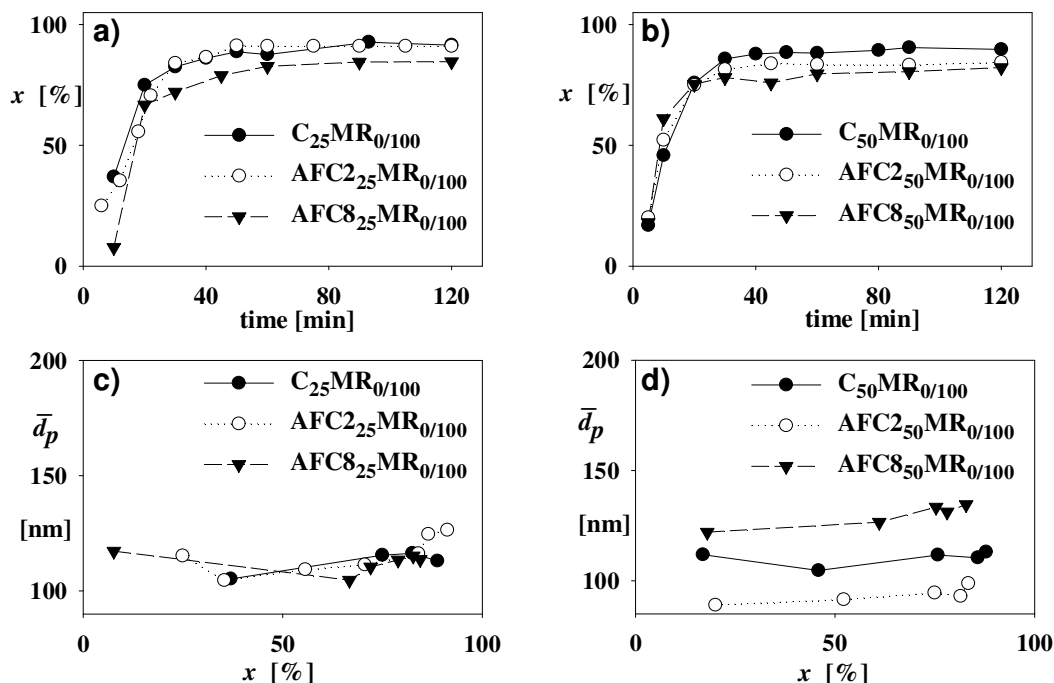 a)
100
50
0
x [%]
C25MR0/100
AFC225MR0/100
AFC825MR0/100
0 40 80 120
time [min]
b)
100
50
0
x [%]
C50MR0/100
AFC250MR0/100
AFC850MR0/100
0 40 80 120
time [min]
c)
200
150
100
d̅p
[nm]
C25MR0/100
AFC225MR0/100
AFC825MR0/100
0 50 100
x [%]
d)
200
150
100
d̅p
[nm]
C50MR0/100
AFC250MR0/100
AFC850MR0/100
0 50 100
x [%]